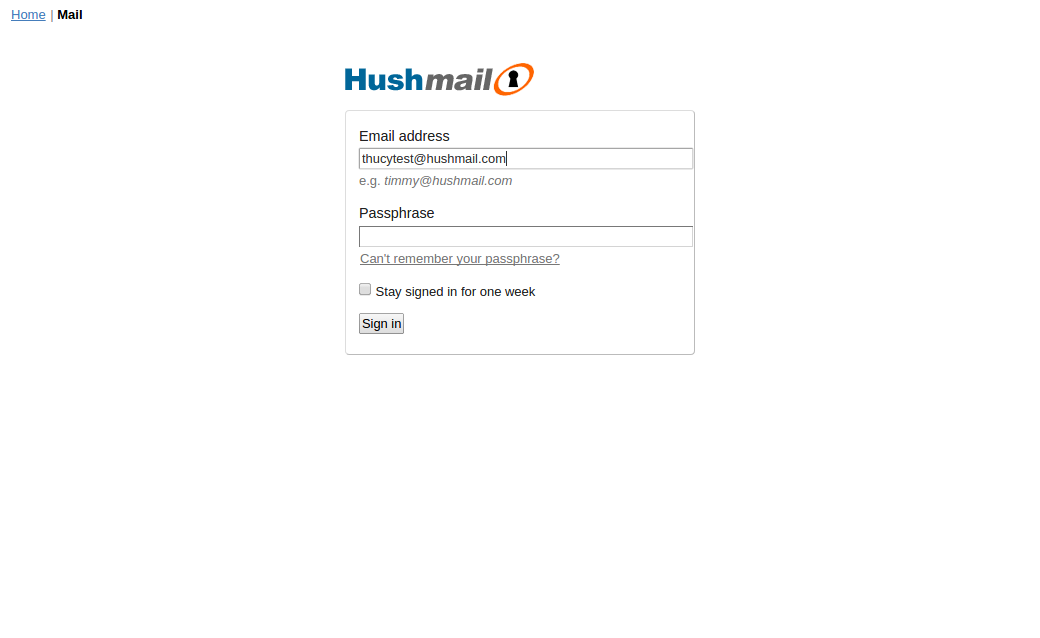 Home | Mail
Hushmail
Email address
thucytest@hushmail.com
e.g. timmy@hushmail.com
Passphrase
Can't remember your passphrase?
Stay signed in for one week
Sign in